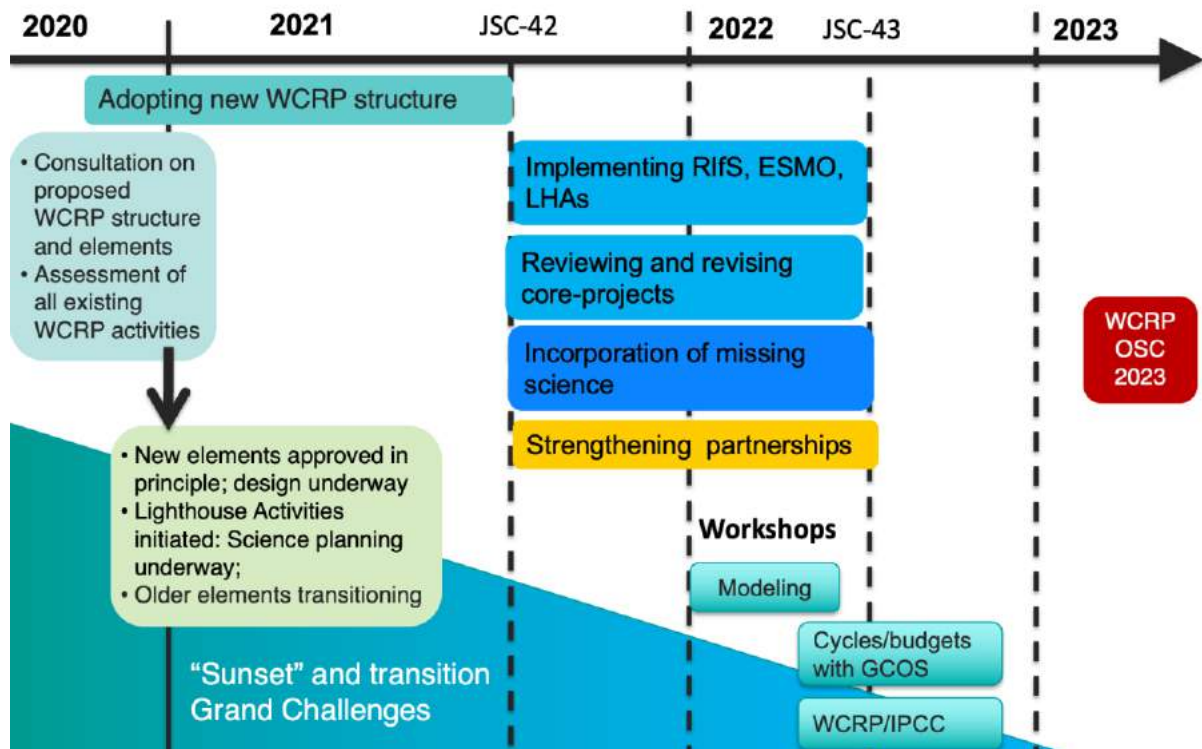 2020 2021 JSC-42 2022 JSC-43 2023
Adopting new WCRP structure
• Consultation on
proposed
WCRP structure
and elements
• Assessment of
all existing
WCRP activities
Implementing RIfS, ESMO,
LHAs
Reviewing and revising
core-projects
Incorporation of missing
science
Strengthening partnerships
WCRP
OSC
2023
• New elements approved in
principle; design underway
• Lighthouse Activities
initiated: Science planning
underway;
• Older elements transitioning
Workshops
Modeling
Cycles/budgets
with GCOS
WCRP/IPCC
“Sunset” and transition
Grand Challenges